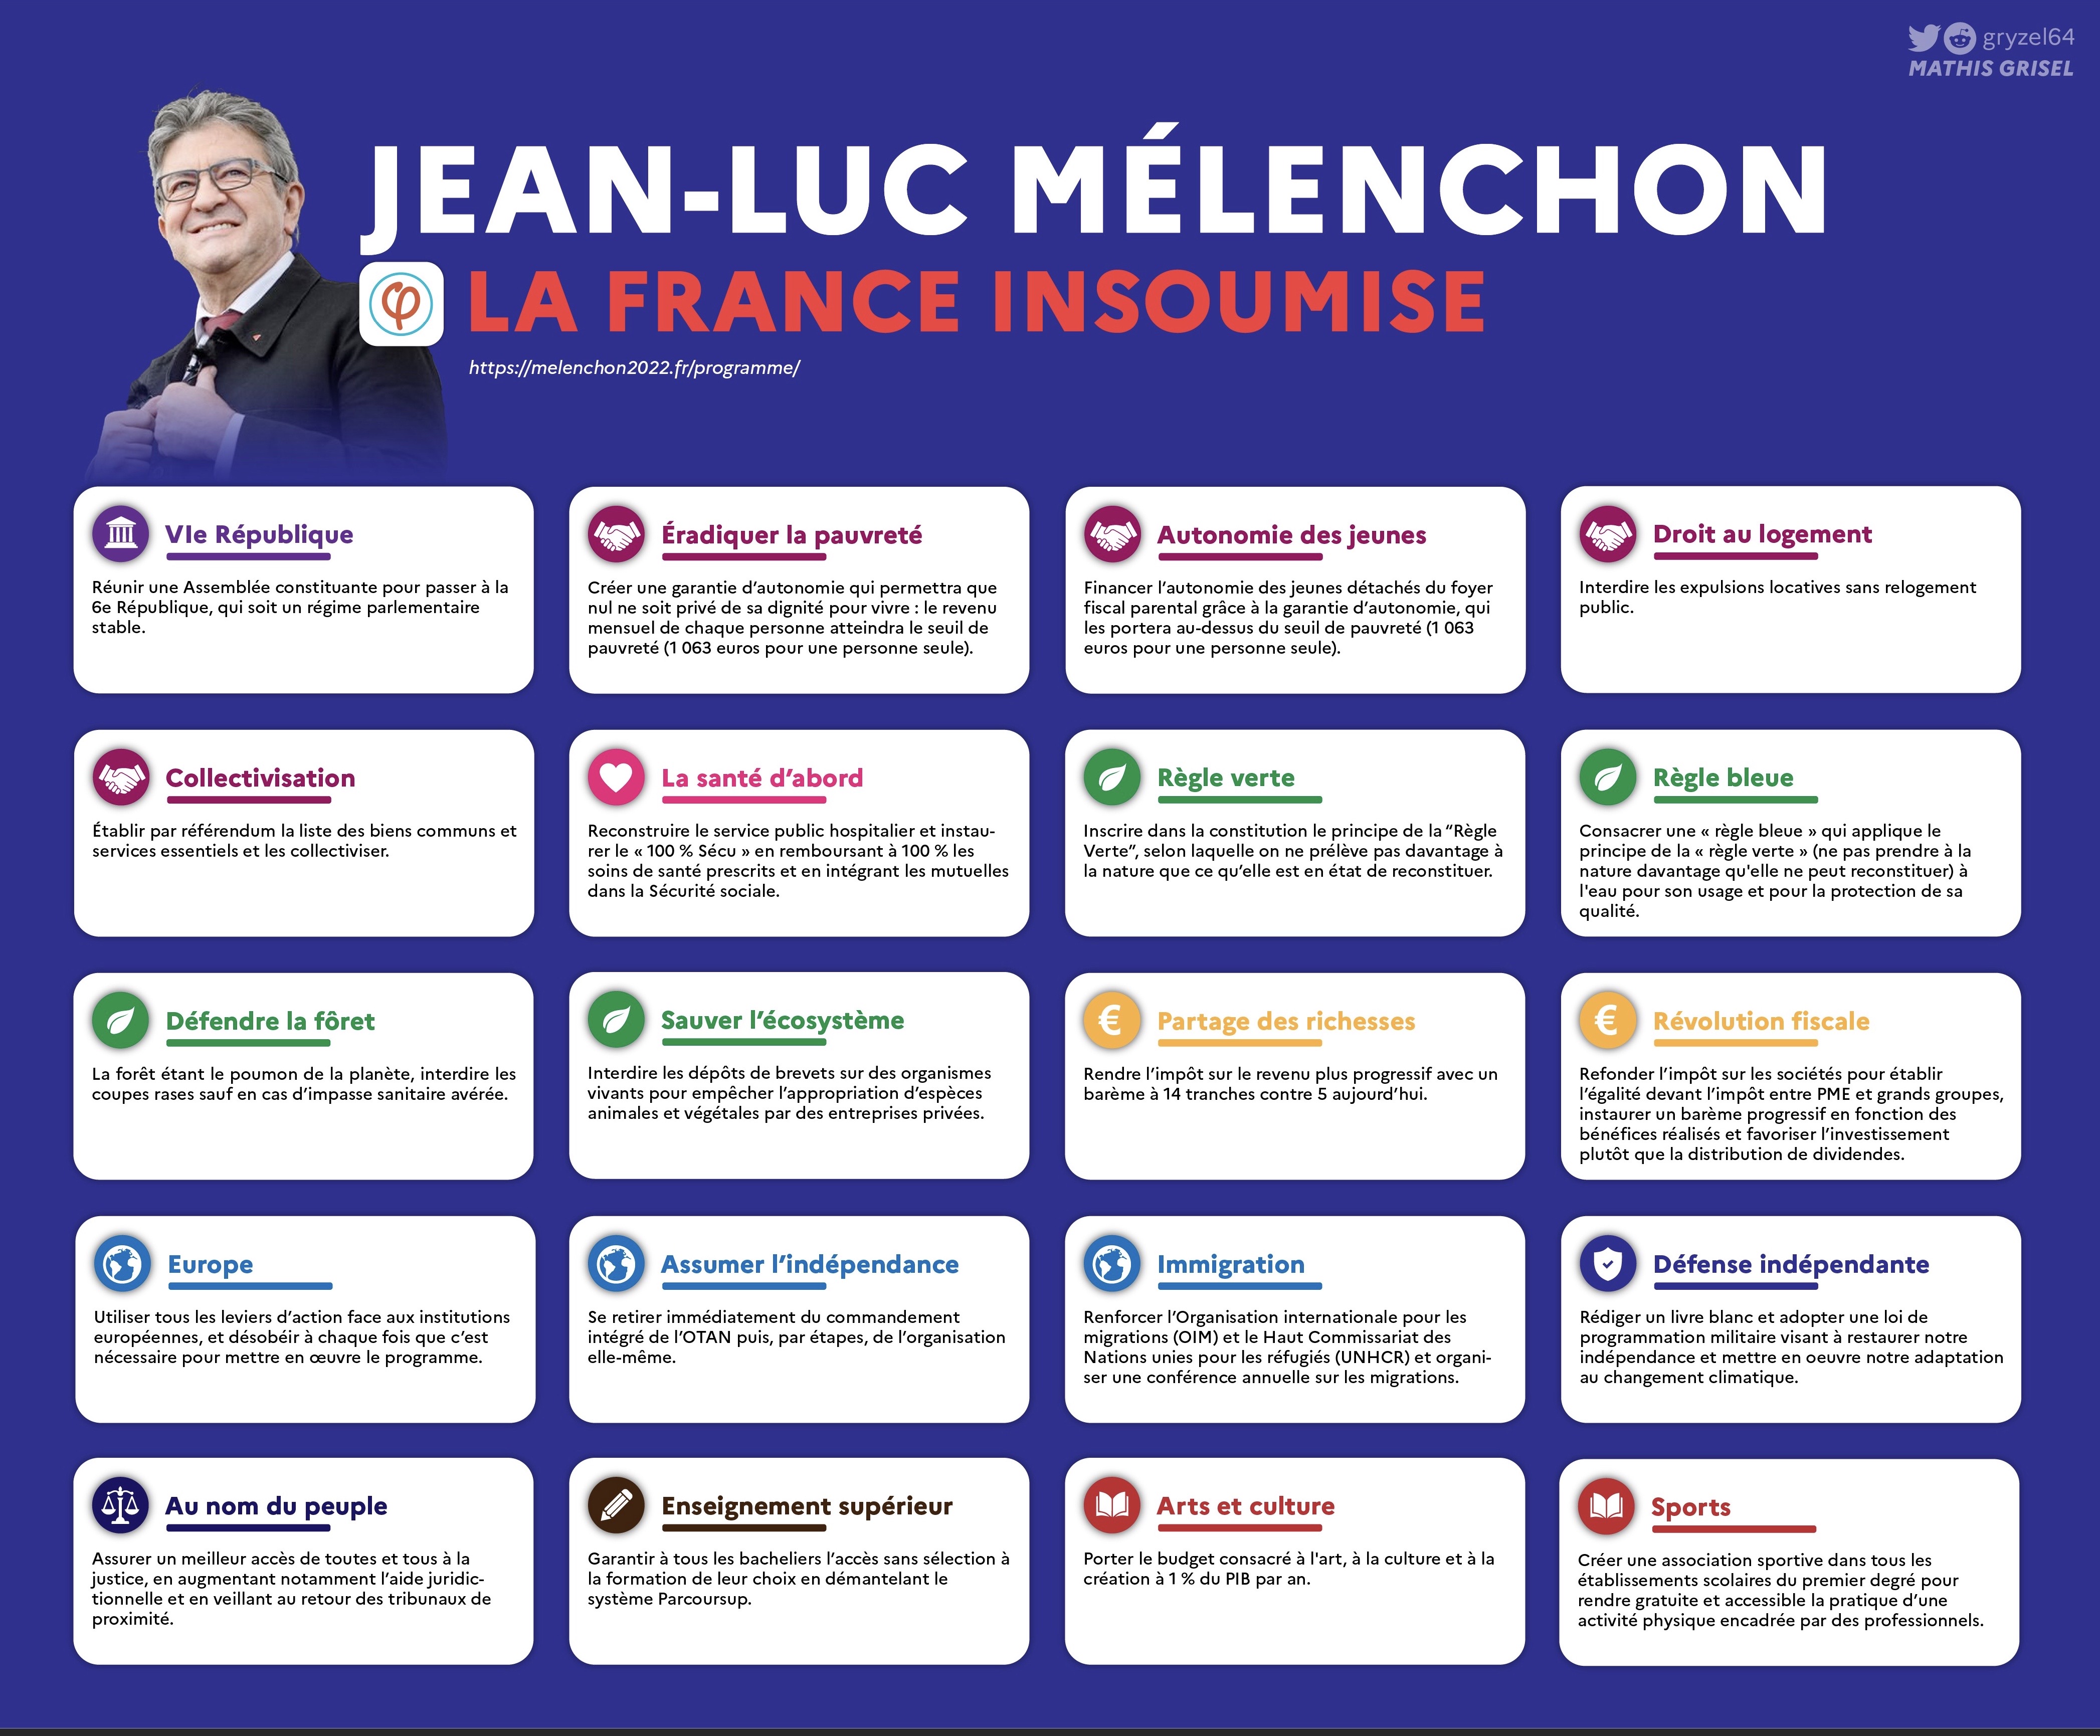 gryzel64
MATHIS GRISEL
JEAN-LUC MÉLENCHON
LA FRANCE INSOUMISE
https://melenchon2022.fr/programme/
VIe République
Réunir une Assemblée constituante pour passer à la
6e République, qui soit un régime parlementaire
stable.
Éradiquer la pauvreté
Créer une garantie d’autonomie qui permettra que
nul ne soit privé de sa dignité pour vivre : le revenu
mensuel de chaque personne atteindra le seuil de
pauvreté (1 063 euros pour une personne seule).
Autonomie des jeunes
Financer l’autonomie des jeunes détachés du foyer
fiscal parental grâce à la garantie d’autonomie, qui
les portera au-dessus du seuil de pauvreté (1 063
euros pour une personne seule).
Droit au logement
Interdire les expulsions locatives sans relogement
public.
Collectivisation
Établir par référendum la liste des biens communs et
services essentiels et les collectiviser.
La santé d’abord
Reconstruire le service public hospitalier et instau-
rer le « 100 % Sécu » en remboursant à 100 % les
soins de santé prescrits et en intégrant les mutuelles
dans la Sécurité sociale.
Règle verte
Inscrire dans la constitution le principe de la “Règle
Verte”, selon laquelle on ne prélève pas davantage à
la nature que ce qu’elle est en état de reconstituer.
Règle bleue
Consacrer une « règle bleue » qui applique le
principe de la « règle verte » (ne pas prendre à la
nature davantage qu'elle ne peut reconstituer) à
l'eau pour son usage et pour la protection de sa
qualité.
Défendre la fôret
La forêt étant le poumon de la planète, interdire les
coupes rases sauf en cas d’impasse sanitaire avérée.
Sauver l’écosystème
Interdire les dépôts de brevets sur des organismes
vivants pour empêcher l’appropriation d’espèces
animales et végétales par des entreprises privées.
Partage des richesses
Rendre l’impôt sur le revenu plus progressif avec un
barème à 14 tranches contre 5 aujourd’hui.
Révolution fiscale
Refonder l’impôt sur les sociétés pour établir
l’égalité devant l’impôt entre PME et grands groupes,
instaurer un barème progressif en fonction des
bénéfices réalisés et favoriser l’investissement
plutôt que la distribution de dividendes.
Europe
Utiliser tous les leviers d’action face aux institutions
européennes, et désobéir à chaque fois que c’est
nécessaire pour mettre en œuvre le programme.
Assumer l’indépendance
Se retirer immédiatement du commandement
intégré de l’OTAN puis, par étapes, de l’organisation
elle-même.
Immigration
Renforcer l’Organisation internationale pour les
migrations (OIM) et le Haut Commissariat des
Nations unies pour les réfugiés (UNHCR) et organi-
ser une conférence annuelle sur les migrations.
Défense indépendante
Rédiger un livre blanc et adopter une loi de
programmation militaire visant à restaurer notre
indépendance et mettre en oeuvre notre adaptation
au changement climatique.
Au nom du peuple
Assurer un meilleur accès de toutes et tous à la
justice, en augmentant notamment l’aide juridic-
tionnelle et en veillant au retour des tribunaux de
proximité.
Enseignement supérieur
Garantir à tous les bacheliers l’accès sans sélection à
la formation de leur choix en démantelant le
système Parcoursup.
Arts et culture
Porter le budget consacré à l'art, à la culture et à la
création à 1 % du PIB par an.
Sports
Créer une association sportive dans tous les
établissements scolaires du premier degré pour
rendre gratuite et accessible la pratique d’une
activité physique encadrée par des professionnels.